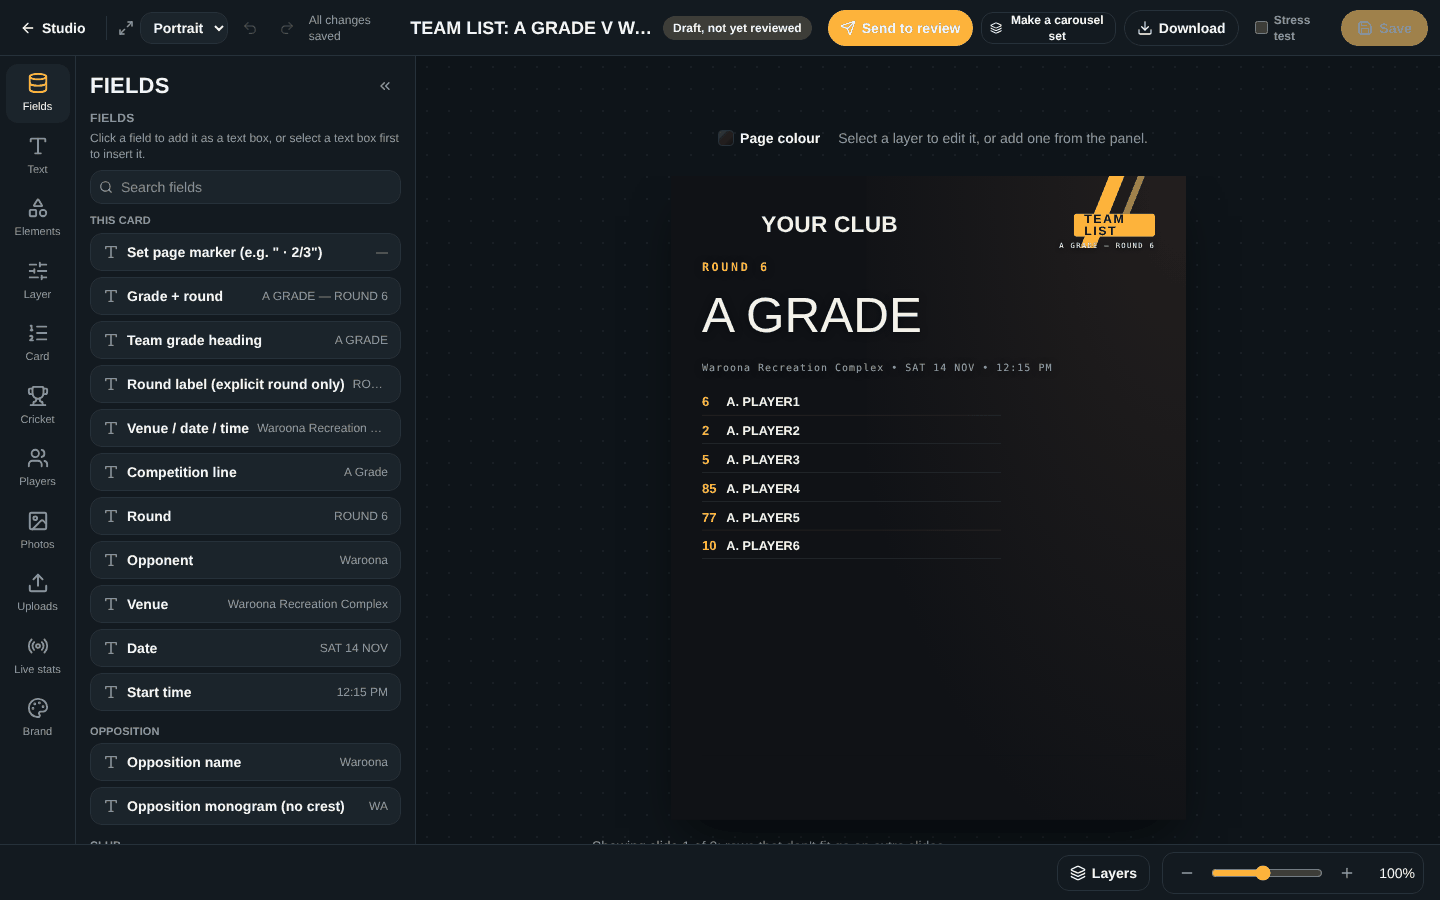 Studio
Portrait
All changes
saved
TEAM LIST: A GRADE V W...
Draft, not yet reviewed
Send to review
Make a carousel
set
Download
Stress
test
Save
Fields
Text
Elements
Layer
Card
Cricket
Players
Photos
Uploads
Live stats
Brand
FIELDS
FIELDS
Click a field to add it as a text box, or select a text box first
to insert it.
Search fields
THIS CARD
Set page marker (e.g. " · 2/3") —
Grade + round A GRADE — ROUND 6
Team grade heading A GRADE
Round label (explicit round only) RO...
Venue / date / time Waroona Recreation ...
Competition line A Grade
Round ROUND 6
Opponent Waroona
Venue Waroona Recreation Complex
Date SAT 14 NOV
Start time 12:15 PM
OPPOSITION
Opposition name Waroona
Opposition monogram (no crest) WA
Page colour Select a layer to edit it, or add one from the panel.
YOUR CLUB
TEAM
LIST
A GRADE — ROUND 6
ROUND 6
A GRADE
Waroona Recreation Complex • SAT 14 NOV • 12:15 PM
6 A. PLAYER1
2 A. PLAYER2
5 A. PLAYER3
85 A. PLAYER4
77 A. PLAYER5
10 A. PLAYER6
Layers
100%